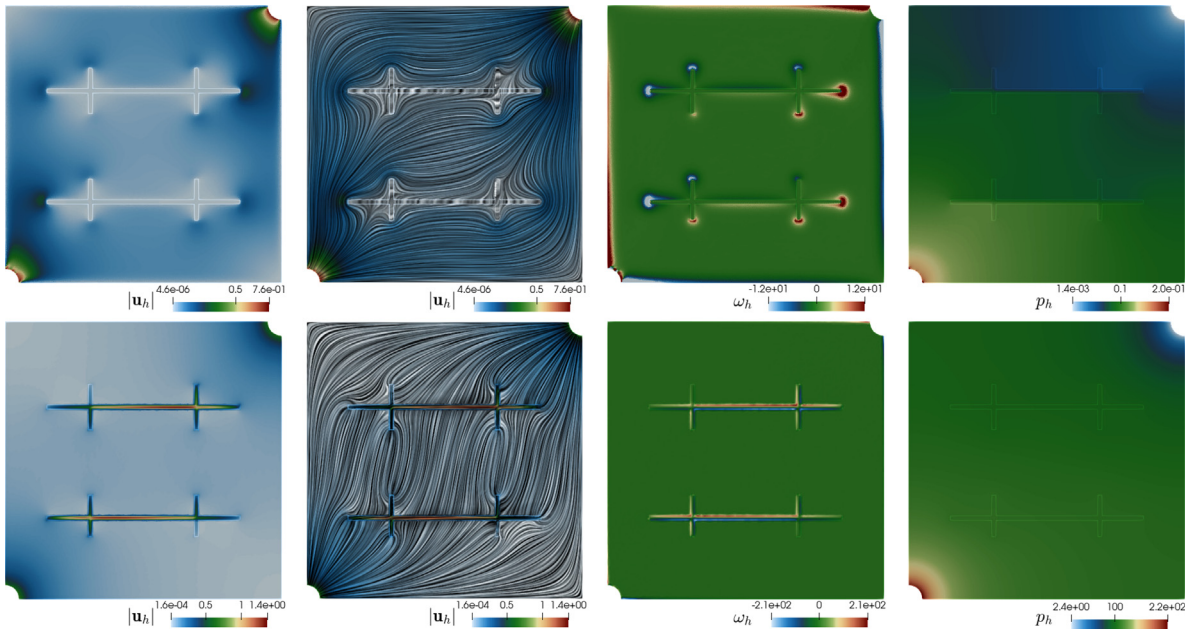 4.6e-06 0.5 7.6e-01
|u_h|
4.6e-06 0.5 7.6e-01
|u_h|
-1.2e+01 0 1.2e+01
ω_h
1.4e-03 0.1 2.0e-01
p_h
1.6e-04 0.5 1 1.4e+00
|u_h|
1.6e-04 0.5 1 1.4e+00
|u_h|
-2.1e+02 0 2.1e+02
ω_h
2.4e+00 100 2.2e+02
p_h